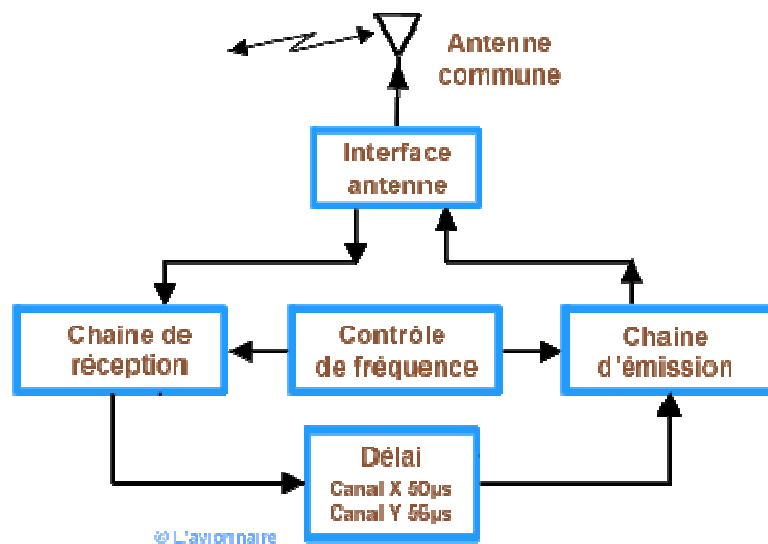 Antenne
commune
Interface
antenne
Chaine de
réception
Contrôle
de fréquence
Chaine
d'émission
Délai
Canal X 50µs
Canal Y 56µs
© L'avionnaire